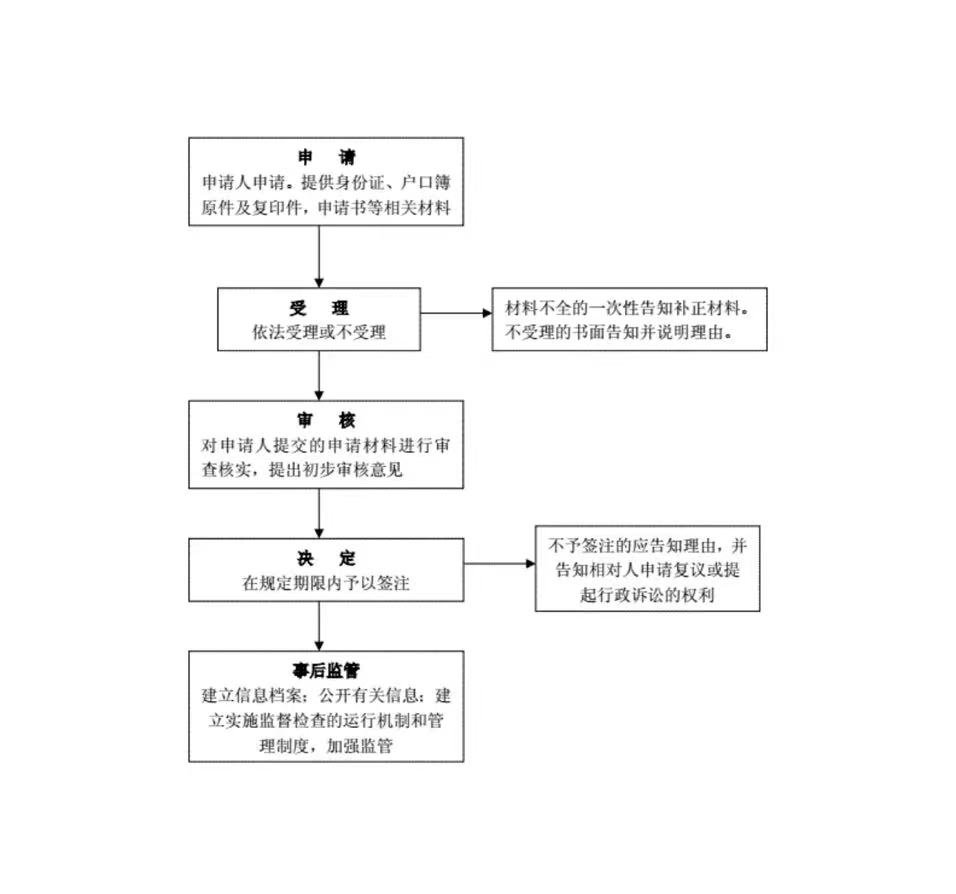 申 请
申请人申请。提供身份证、户口簿
原件及复印件，申请书等相关材料
受 理
依法受理或不受理
材料不全的一次性告知补正材料。
不受理的书面告知并说明理由。
审 核
对申请人提交的申请材料进行审
查核实，提出初步审核意见
决 定
在规定期限内予以签注
不予签注的应告知理由，并
告知相对人申请复议或提
起行政诉讼的权利
事后监管
建立信息档案；公开有关信息；建
立实施监督检查的运行机制和管
理制度，加强监管